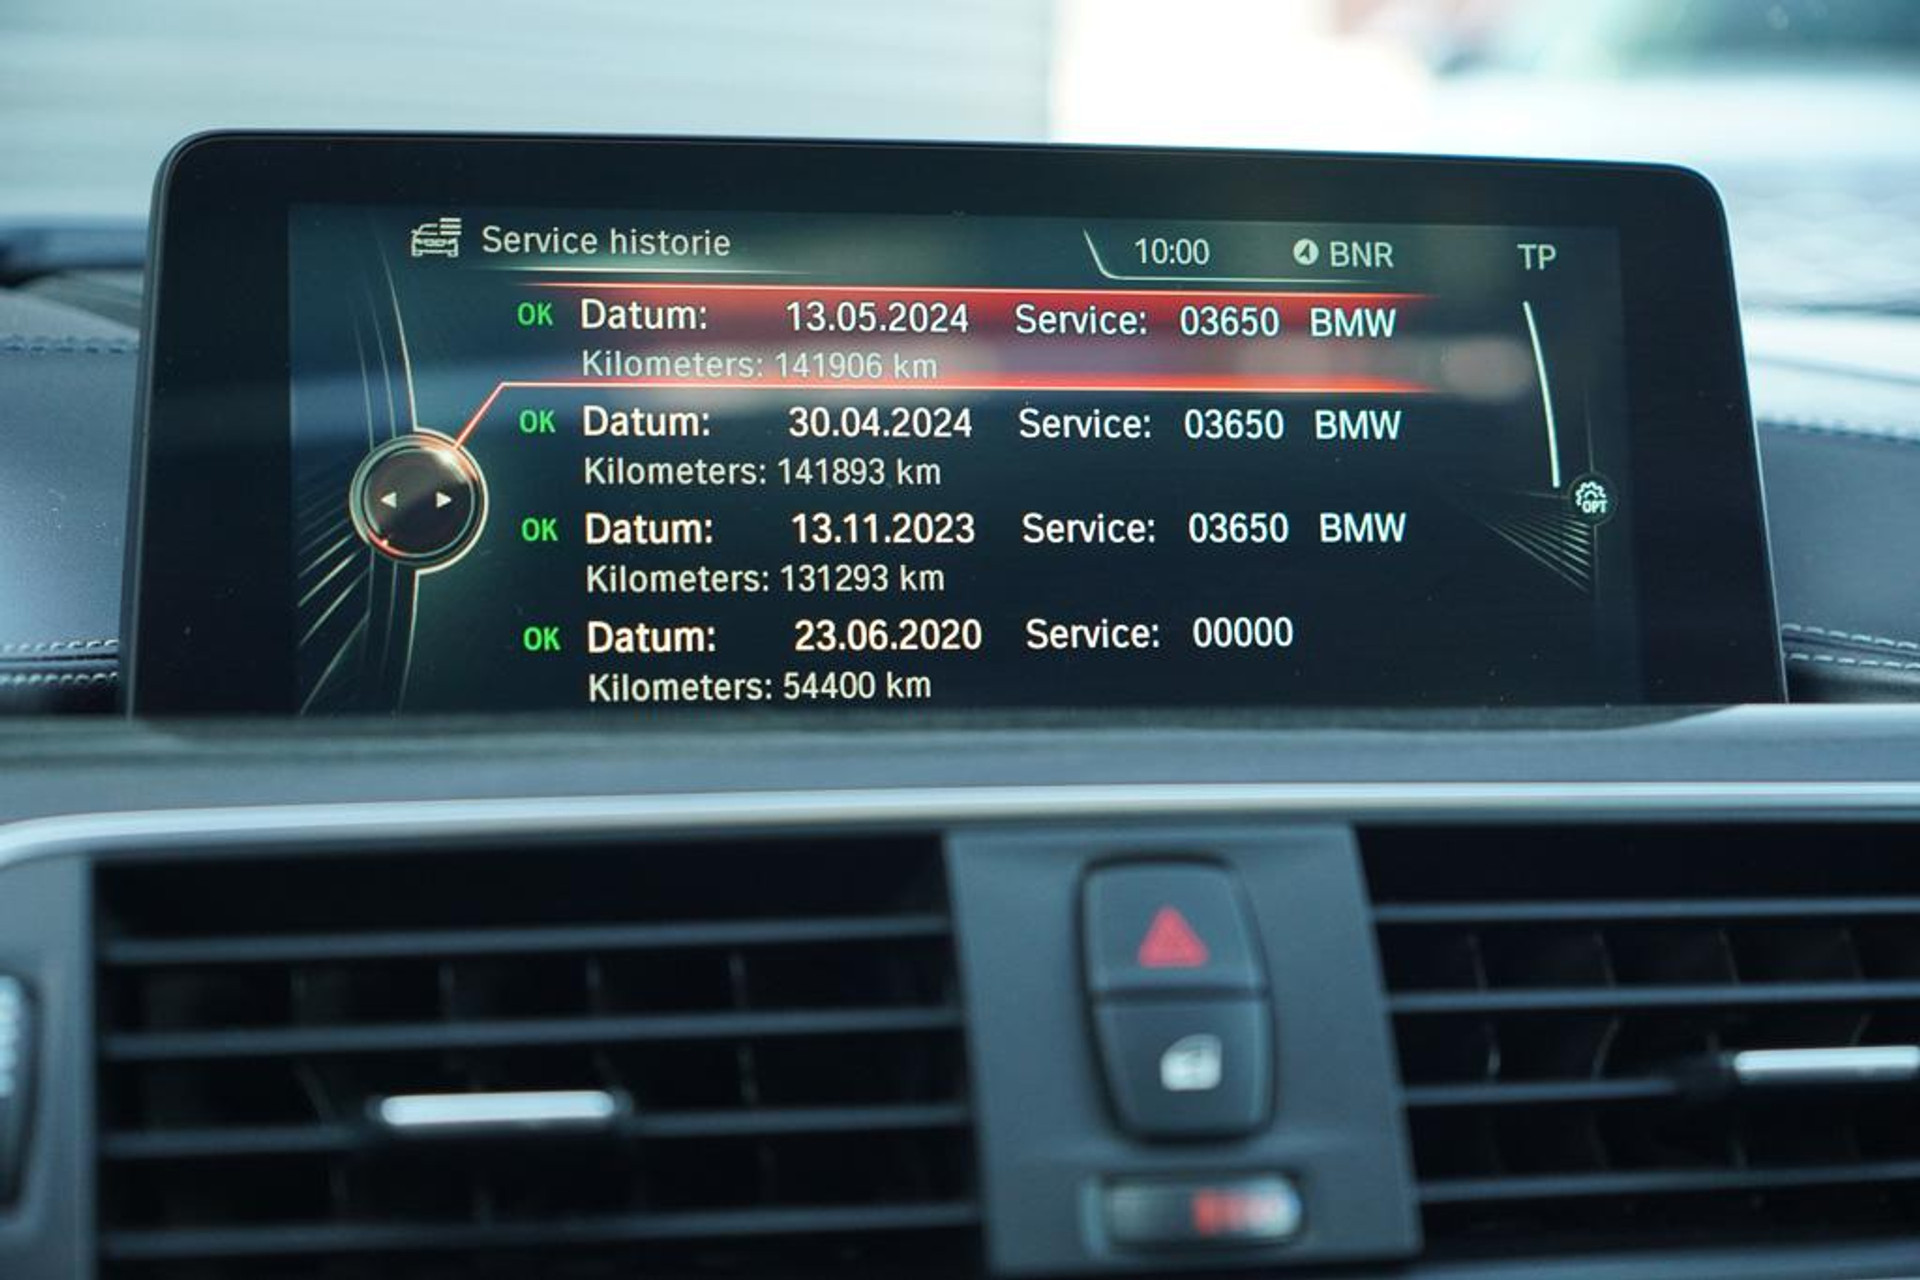 Service historie 10:00 BNR TP
OK Datum: 13.05.2024 Service: 03650 BMW
Kilometers: 141906 km
OK Datum: 30.04.2024 Service: 03650 BMW
Kilometers: 141893 km
OK Datum: 13.11.2023 Service: 03650 BMW
Kilometers: 131293 km
OPT
OK Datum: 23.06.2020 Service: 00000
Kilometers: 54400 km